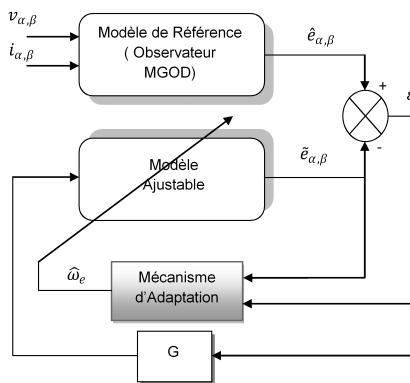 v_{α,β}
i_{α,β}
Modèle de Référence
( Observateur
MGOD)
ê_{α,β}
+
ε
-
Modèle
Ajustable
ẽ_{α,β}
ω̂_e
Mécanisme
d'Adaptation
G